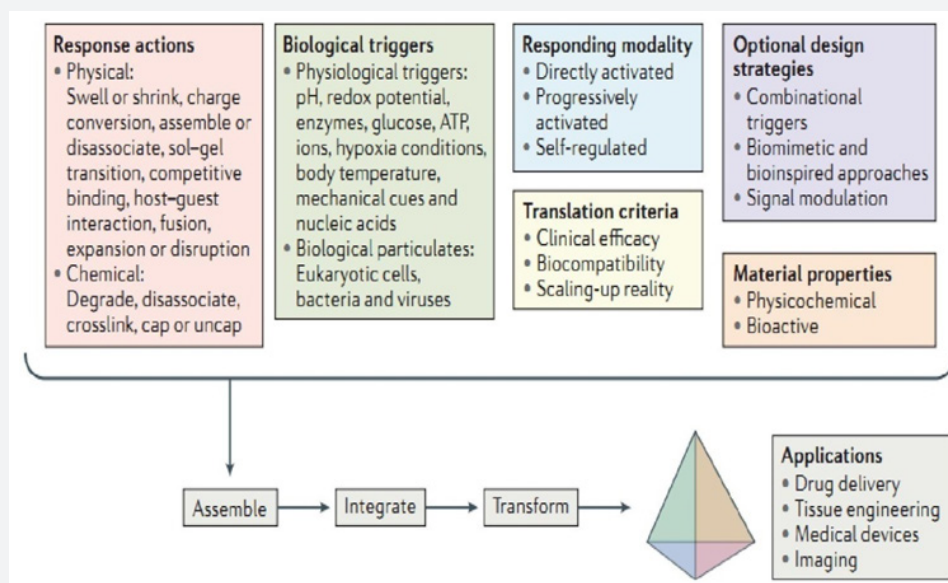 Response actions
• Physical:
Swell or shrink, charge
conversion, assemble or
disassociate, sol–gel
transition, competitive
binding, host–guest
interaction, fusion,
expansion or disruption
• Chemical:
Degrade, disassociate,
crosslink, cap or uncap
Biological triggers
• Physiological triggers:
pH, redox potential,
enzymes, glucose, ATP,
ions, hypoxia conditions,
body temperature,
mechanical cues and
nucleic acids
• Biological particulates:
Eukaryotic cells,
bacteria and viruses
Responding modality
• Directly activated
• Progressively
activated
• Self-regulated
Translation criteria
• Clinical efficacy
• Biocompatibility
• Scaling-up reality
Optional design
strategies
• Combinational
triggers
• Biomimetic and
bioinspired approaches
• Signal modulation
Material properties
• Physicochemical
• Bioactive
Assemble
Integrate
Transform
Applications
• Drug delivery
• Tissue engineering
• Medical devices
• Imaging